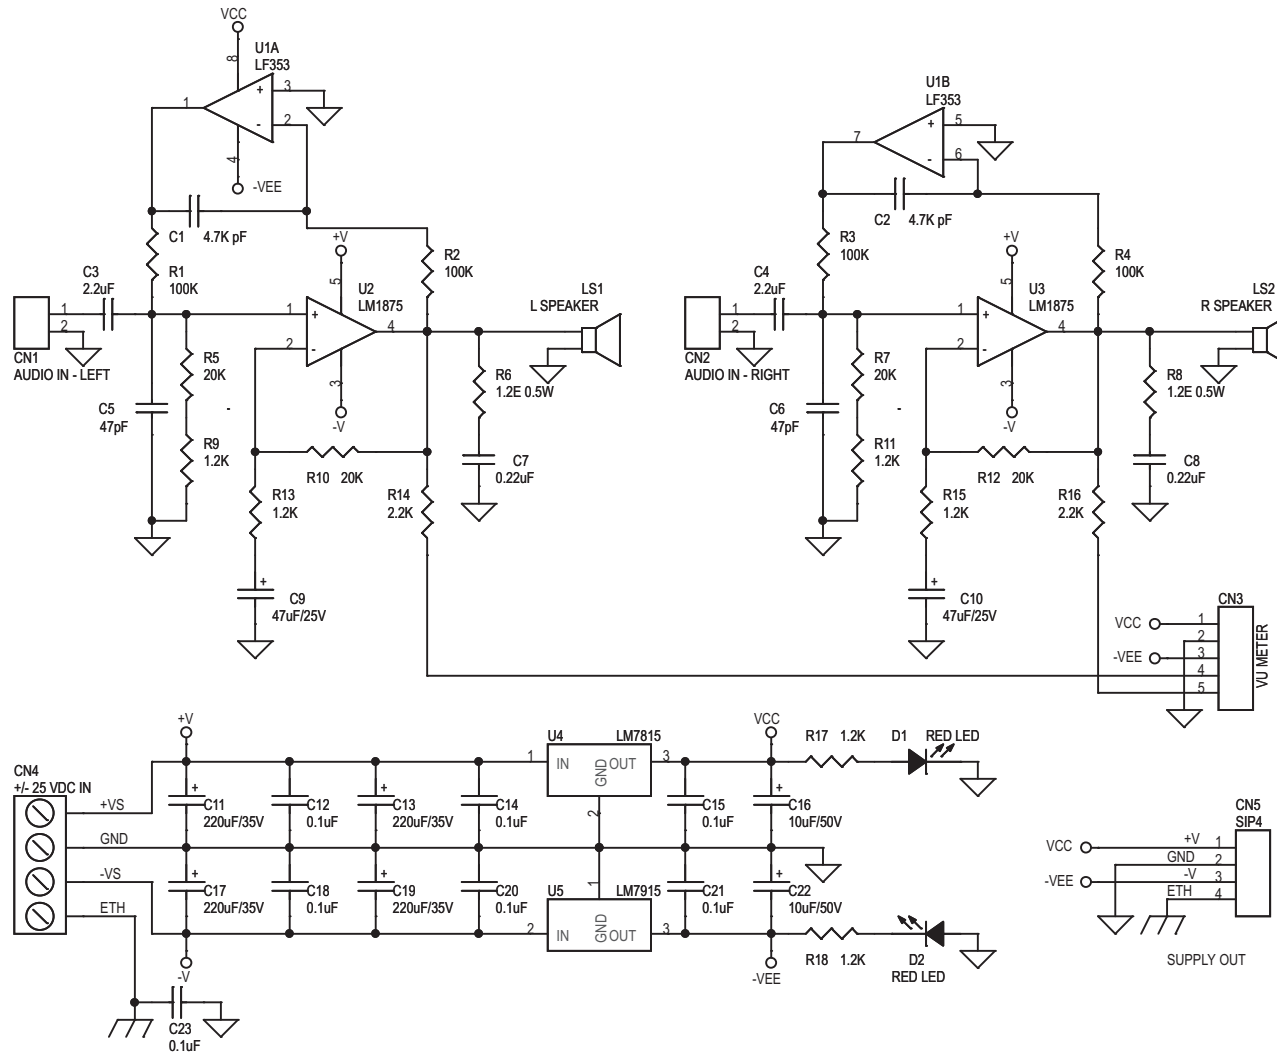 VCC
8
U1A
LF353
1
+
3
-
2
4
-VEE
C1
4.7K pF
R1
100K
+V
R2
100K
C3
2.2uF
5
U2
LM1875
LS1
L SPEAKER
1
2
1
+
4
2
-
3
-V
CN1
AUDIO IN - LEFT
R5
20K
-
R6
1.2E 0.5W
C5
47pF
R9
1.2K
R10 20K
C7
0.22uF
R13
1.2K
R14
2.2K
+
C9
47uF/25V
U1B
LF353
7
+
5
-
6
C2
4.7K pF
R3
100K
+V
R4
100K
C4
2.2uF
5
U3
LM1875
LS2
R SPEAKER
1
2
1
+
4
2
-
3
-V
CN2
AUDIO IN - RIGHT
R7
20K
-
R8
1.2E 0.5W
C6
47pF
R11
1.2K
R12 20K
C8
0.22uF
R15
1.2K
R16
2.2K
+
C10
47uF/25V
CN3
VCC
1
2
-VEE
3
4
5
VU METER
+V
U4 LM7815
VCC
R17 1.2K
D1 RED LED
1
IN
GND
OUT
3
2
CN4
+/- 25 VDC IN
+VS
GND
-VS
ETH
+
C11
220uF/35V
C12
0.1uF
+
C13
220uF/35V
C14
0.1uF
C15
0.1uF
+
C16
10uF/50V
+
C17
220uF/35V
C18
0.1uF
+
C19
220uF/35V
C20
0.1uF
U5 LM7915
1
2
IN
GND
OUT
3
C21
0.1uF
+
C22
10uF/50V
-V
-VEE
R18 1.2K
D2
RED LED
C23
0.1uF
CN5
SIP4
VCC
+V
1
GND
2
-VEE
-V
3
ETH
4
SUPPLY OUT